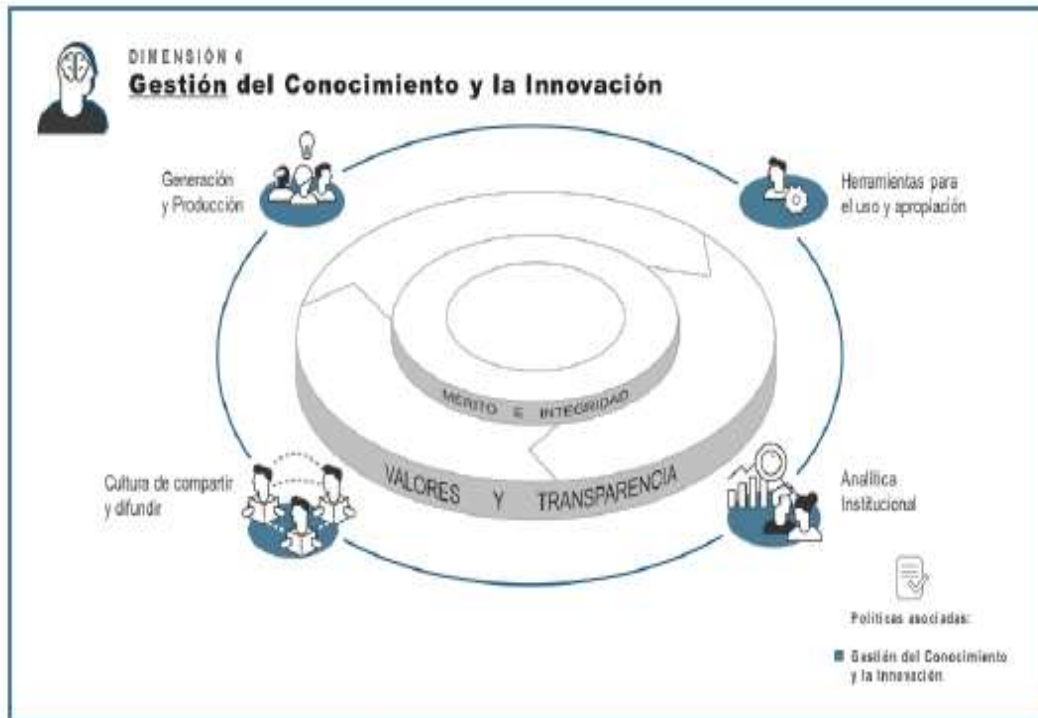 DIMENSIÓN 6
Gestión del Conocimiento y la Innovación
Generación
y Producción
Herramientas para
el uso y apropiación
MÉRITO E INTEGRIDAD
VALORES Y TRANSPARENCIA
Cultura de compartir
y difundir
Analítica
Institucional
Políticas asociadas:
Gestión del Conocimiento
y la Innovación